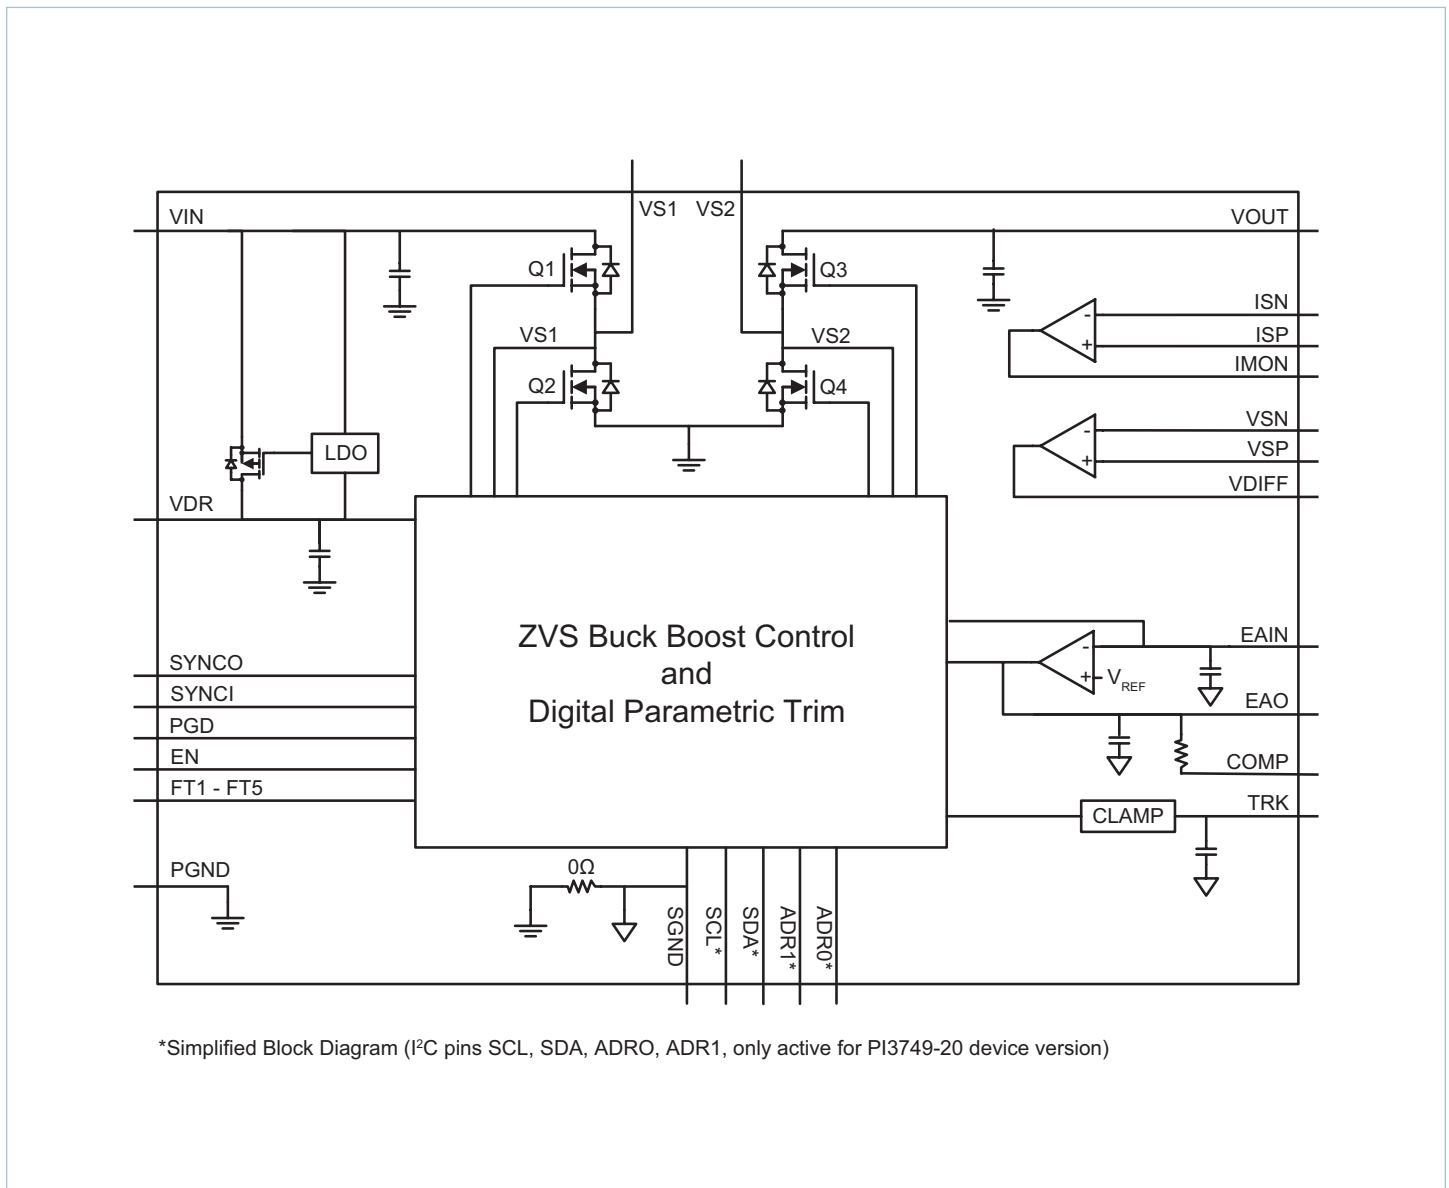 VS1 VS2
VIN
VOUT
Q1
Q3
ISN
ISP
IMON
VS1
VS2
Q2
Q4
VSN
VSP
VDIFF
LDO
VDR
-
+
-
+
ZVS Buck Boost Control
and
Digital Parametric Trim
SYNCO
SYNCI
PGD
EN
FT1 - FT5
PGND
EAIN
-
+
VREF
EAO
COMP
TRK
CLAMP
0Ω
SGND
SCL*
SDA*
ADR1*
ADR0*
*Simplified Block Diagram (I²C pins SCL, SDA, ADRO, ADR1, only active for PI3749-20 device version)